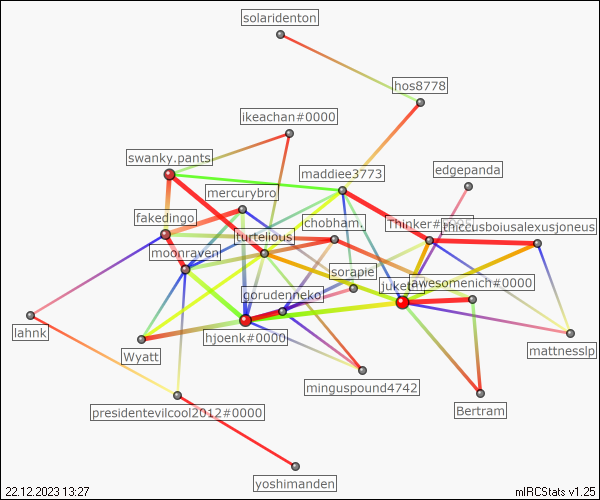 solaridenton
hos8778
ikeachan#0000
swanky.pants
maddiee3773
edgepanda
mercurybro
fakedingo
chobham.
Thinker#
thiccusboiusalexusjoneus
turtelious
moonraven
sorapie
juket
awesomenich#0000
gorudenneko
lahnk
hjoenk#0000
Wyatt
mattnesslp
minguspound4742
presidentevilcool2012#0000
Bertram
yoshimanden
22.12.2023 13:27
mIRCStats v1.25